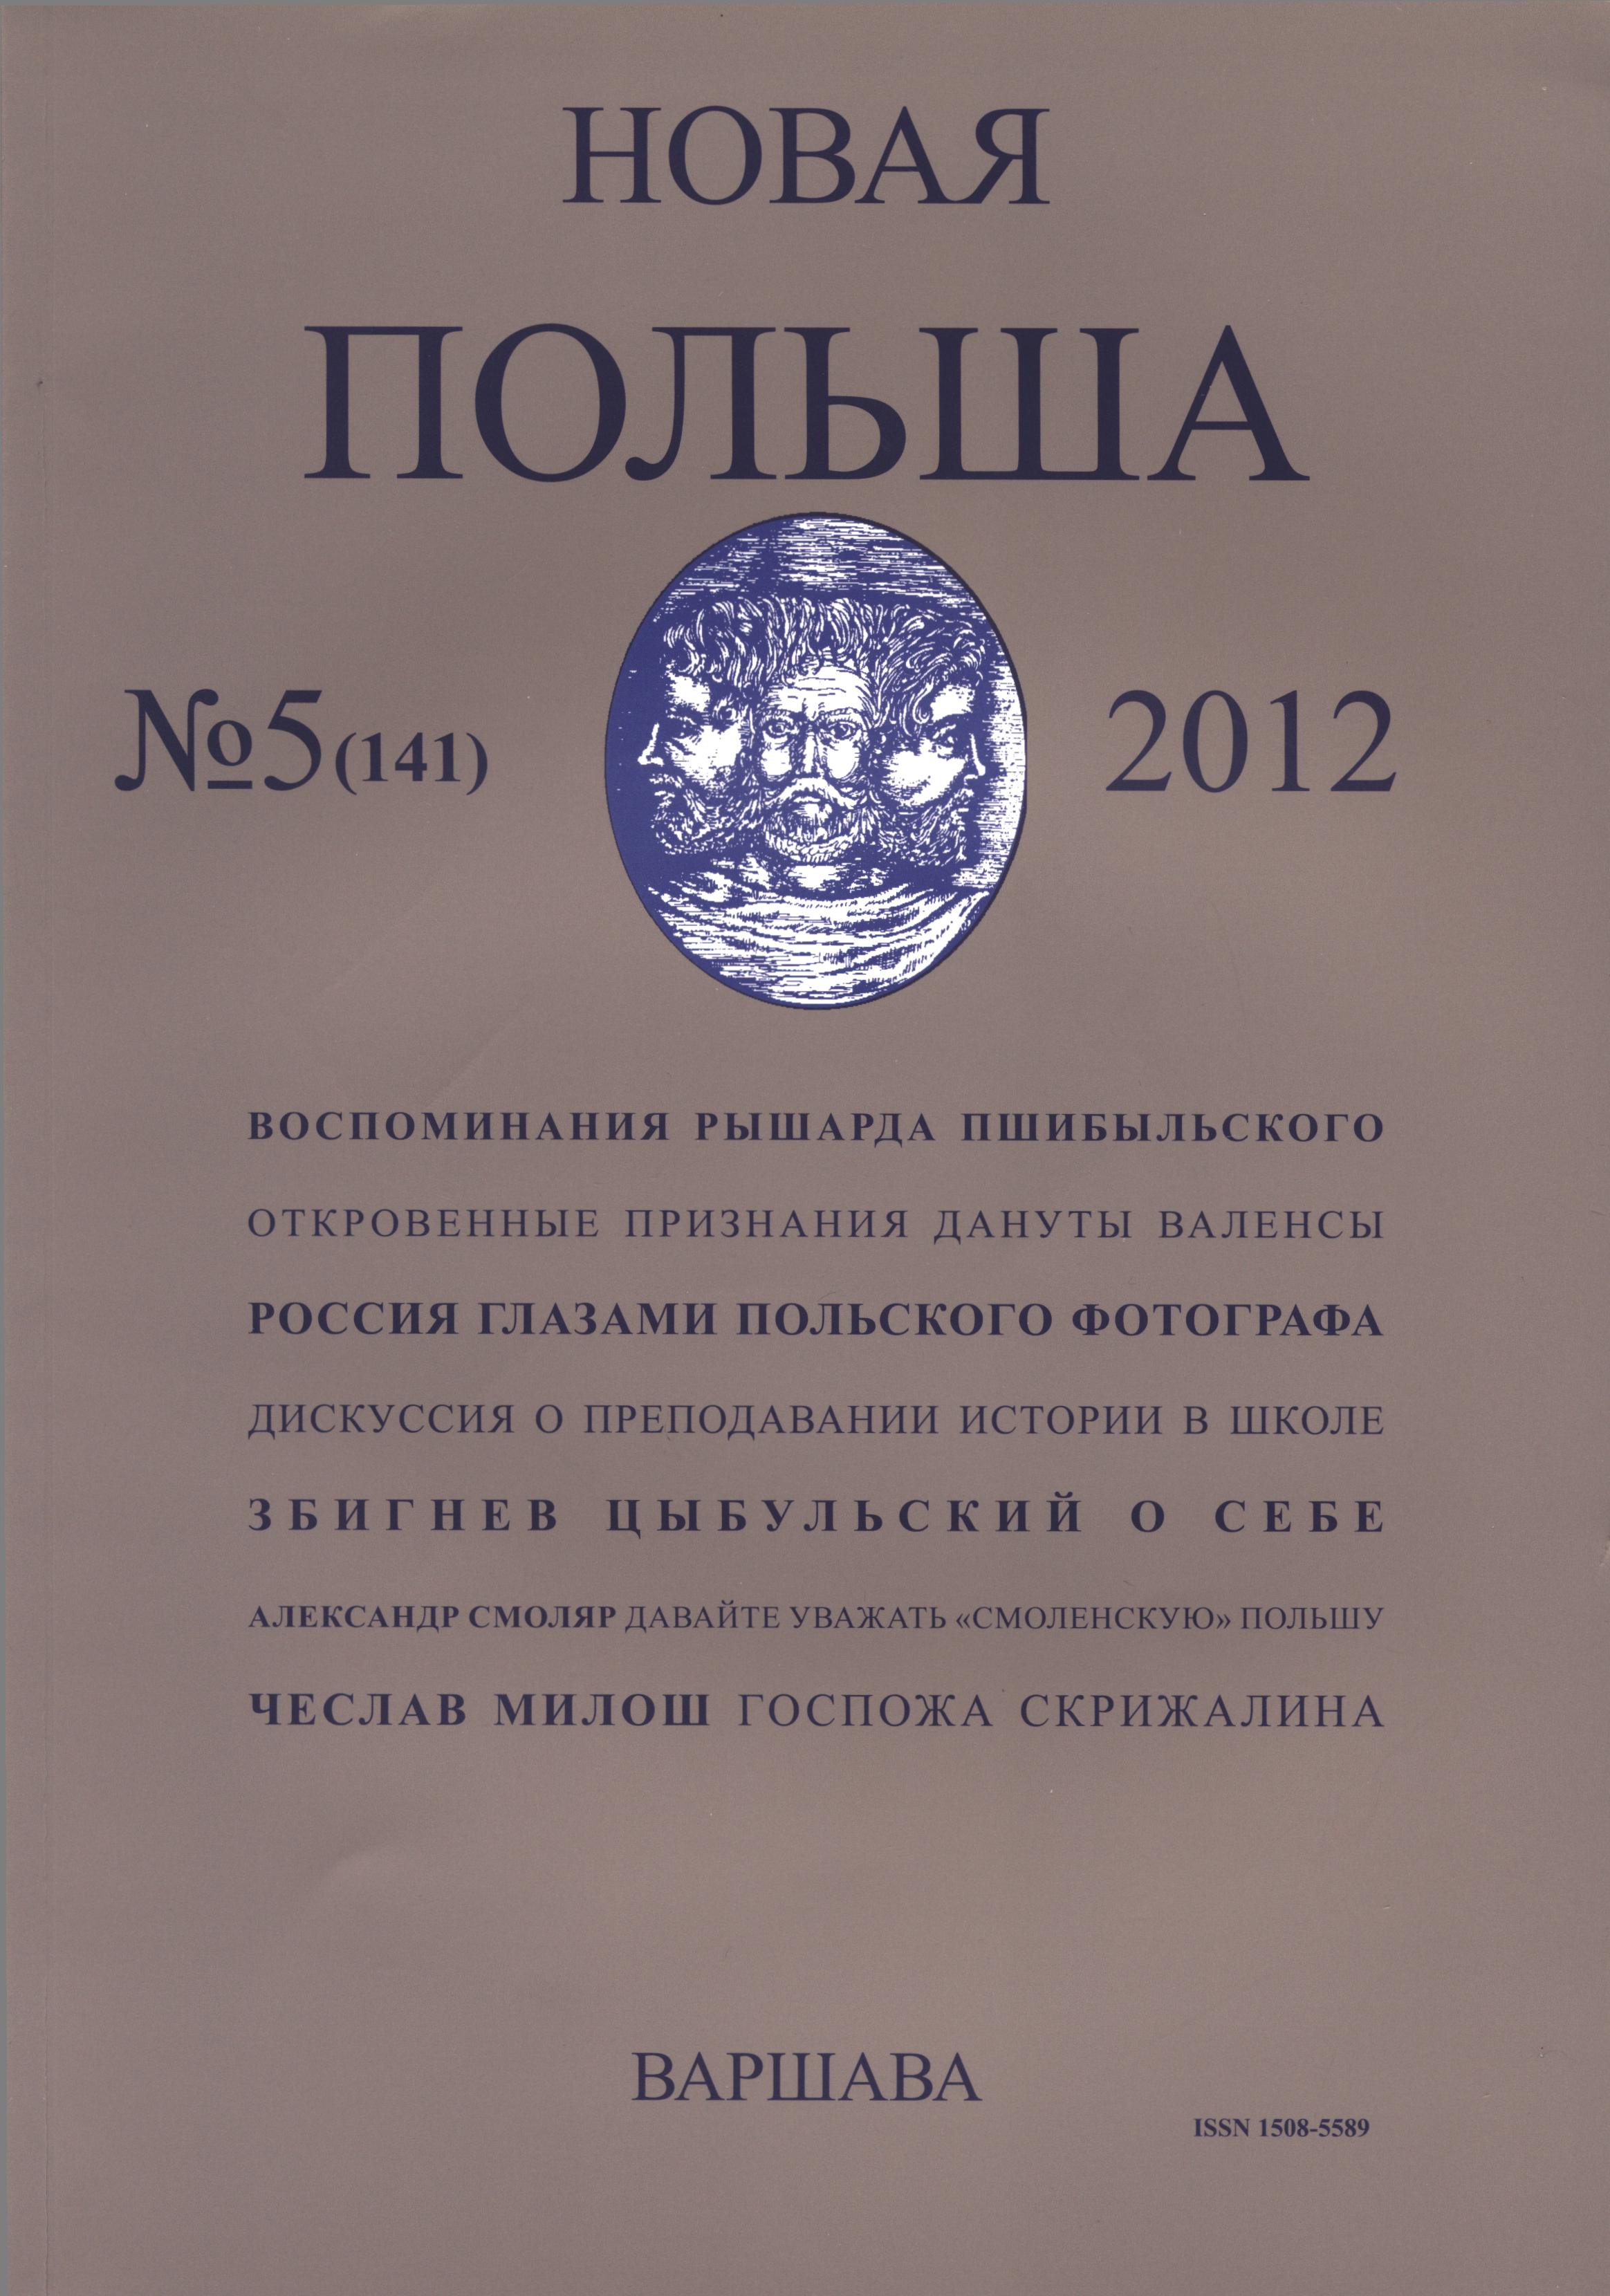 НОВАЯ
ПОЛЬША
№5(141)
2012
ВОСПОМИНАНИЯ РЫШАРДА ПШИБЫЛЬСКОГО
ОТКРОВЕННЫЕ ПРИЗНАНИЯ ДАНУТЫ ВАЛЕНСЫ
РОССИЯ ГЛАЗАМИ ПОЛЬСКОГО ФОТОГРАФА
ДИСКУССИЯ О ПРЕПОДАВАНИИ ИСТОРИИ В ШКОЛЕ
ЗБИГНЕВ ЦЫБУЛЬСКИЙ О СЕБЕ
АЛЕКСАНДР СМОЛЯР ДАВАЙТЕ УВАЖАТЬ «СМОЛЕНСКУЮ» ПОЛЬШУ
ЧЕСЛАВ МИЛОШ ГОСПОЖА СКРИЖАЛИНА
ВАРШАВА
ISSN 1508-5589